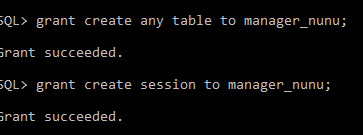 SQL> grant create any table to manager_nunu;
Grant succeeded.
SQL> grant create session to manager_nunu;
Grant succeeded.